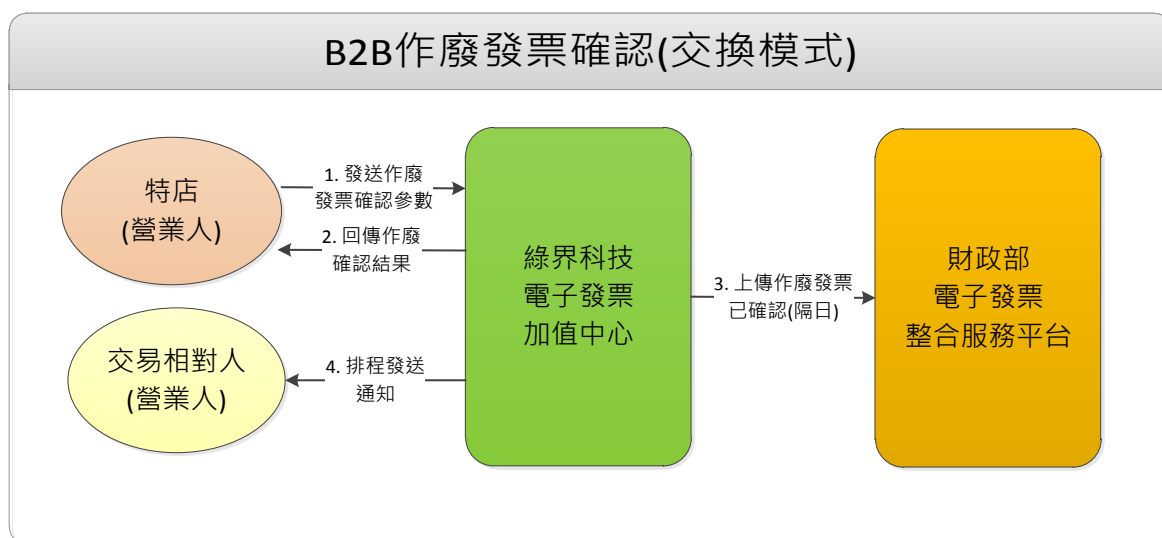 B2B作廢發票確認(交換模式)
特店
(營業人)
1. 發送作廢
發票確認參數
2. 回傳作廢
確認結果
綠界科技
電子發票
加值中心
3. 上傳作廢發票
已確認(隔日)
財政部
電子發票
整合服務平台
交易相對人
(營業人)
4. 排程發送
通知